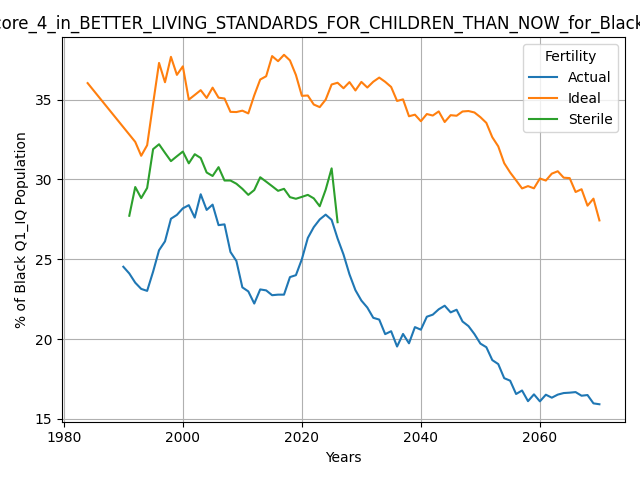 core_4_in_BETTER_LIVING_STANDARDS_FOR_CHILDREN_THAN_NOW_for_Black
Fertility
Actual
Ideal
Sterile
% of Black Q1_IQ Population
35
30
25
20
15
1980
2000
2020
2040
2060
Years